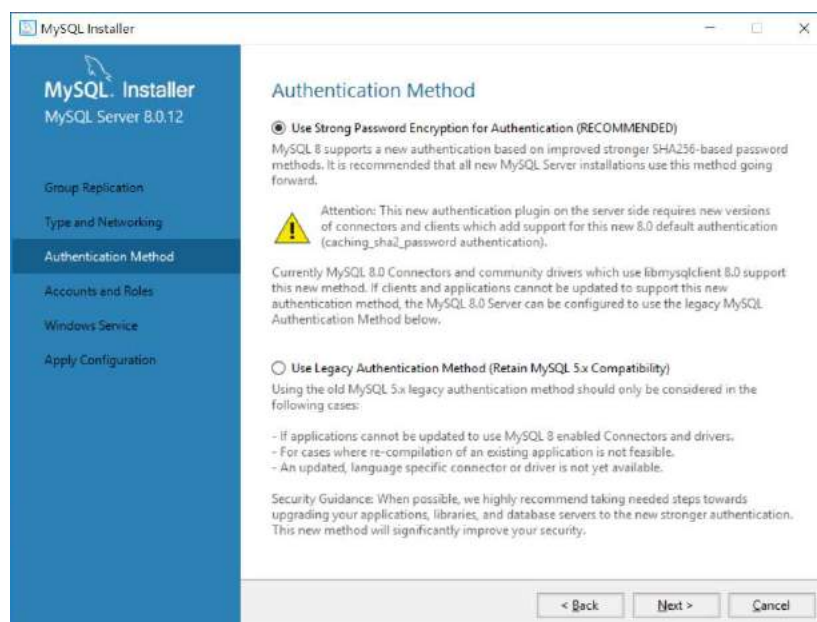 MySQL Installer
MySQL. Installer
MySQL Server 8.0.12
Group Replication
Type and Networking
Authentication Method
Accounts and Roles
Windows Service
Apply Configuration
Authentication Method
Use Strong Password Encryption for Authentication (RECOMMENDED)
MySQL 8 supports a new authentication based on improved stronger SHA256-based password
methods. It is recommended that all new MySQL Server installations use this method going
forward.
Attention: This new authentication plugin on the server side requires new versions
of connectors and clients which add support for this new 8.0 default authentication
(caching_sha2_password authentication).
Currently MySQL 8.0 Connectors and community drivers which use libmysqlclient 8.0 support
this new method. If clients and applications cannot be updated to support this new
authentication method, the MySQL 8.0 Server can be configured to use the legacy MySQL
Authentication Method below.
Use Legacy Authentication Method (Retain MySQL 5.x Compatibility)
Using the old MySQL 5.x legacy authentication method should only be considered in the
following cases:
- If applications cannot be updated to use MySQL 8 enabled Connectors and drivers.
- For cases where re-compilation of an existing application is not feasible.
- An updated, language specific connector or driver is not yet available.
Security Guidance: When possible, we highly recommend taking needed steps towards
upgrading your applications, libraries, and database servers to the new stronger authentication.
This new method will significantly improve your security.
< Back
Next >
Cancel